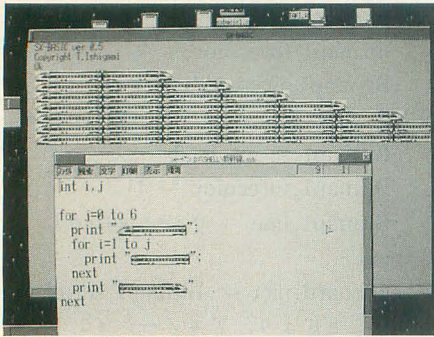 SX-BASIC ver 0.5
Copyright T.Ishigami
Ok
int i,j
for j=0 to 6
print " ";
for i=1 to j
print " ";
next
print " "
next